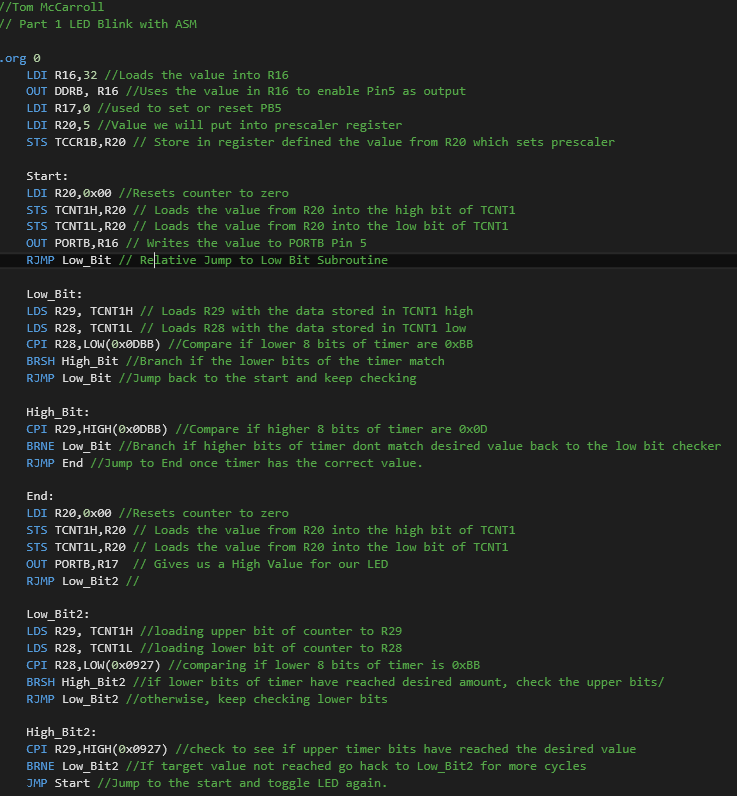 //Tom McCarroll
// Part 1 LED Blink with ASM
.org 0
LDI R16,32 //Loads the value into R16
OUT DDRB, R16 //Uses the value in R16 to enable Pin5 as output
LDI R17,0 //used to set or reset PB5
LDI R20,5 //Value we will put into prescaler register
STS TCCR1B,R20 // Store in register defined the value from R20 which sets prescaler
Start:
LDI R20,0x00 //Resets counter to zero
STS TCNT1H,R20 // Loads the value from R20 into the high bit of TCNT1
STS TCNT1L,R20 // Loads the value from R20 into the low bit of TCNT1
OUT PORTB,R16 // Writes the value to PORTB Pin 5
RJMP Low_Bit // Relative Jump to Low Bit Subroutine
Low_Bit:
LDS R29, TCNT1H // Loads R29 with the data stored in TCNT1 high
LDS R28, TCNT1L // Loads R28 with the data stored in TCNT1 low
CPI R28,LOW(0x0DBB) //Compare if lower 8 bits of timer are 0xBB
BRSH High_Bit //Branch if the lower bits of the timer match
RJMP Low_Bit //Jump back to the start and keep checking
High_Bit:
CPI R29,HIGH(0x0DBB) //Compare if higher 8 bits of timer are 0x0D
BRNE Low_Bit //Branch if higher bits of timer dont match desired value back to the low bit checker
RJMP End //Jump to End once timer has the correct value.
End:
LDI R20,0x00 //Resets counter to zero
STS TCNT1H,R20 // Loads the value from R20 into the high bit of TCNT1
STS TCNT1L,R20 // Loads the value from R20 into the low bit of TCNT1
OUT PORTB,R17  // Gives us a High Value for our LED
RJMP Low_Bit2 //
Low_Bit2:
LDS R29, TCNT1H //loading upper bit of counter to R29
LDS R28, TCNT1L //loading lower bit of counter to R28
CPI R28,LOW(0x0927) //comparing if lower 8 bits of timer is 0xBB
BRSH High_Bit2 //if lower bits of timer have reached desired amount, check the upper bits/
RJMP Low_Bit2 //otherwise, keep checking lower bits
High_Bit2:
CPI R29,HIGH(0x0927) //check to see if upper timer bits have reached the desired value
BRNE Low_Bit2 //If target value not reached go hack to Low_Bit2 for more cycles
JMP Start //Jump to the start and toggle LED again.